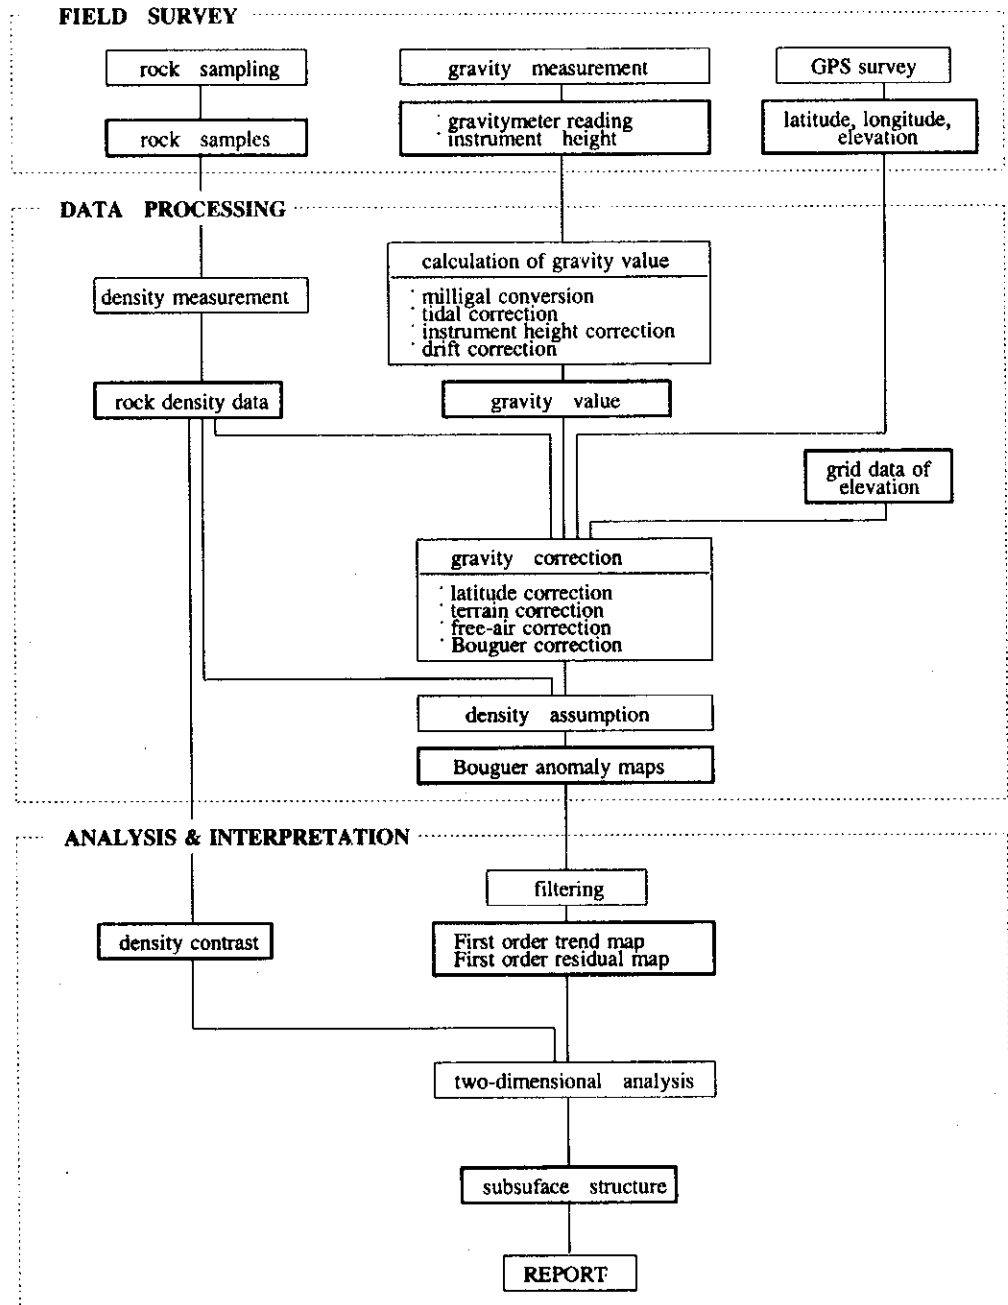 FIELD SURVEY
rock sampling
gravity measurement
GPS survey
rock samples
gravitymeter reading
instrument height
latitude, longitude,
elevation
DATA PROCESSING
density measurement
calculation of gravity value
milligal conversion
tidal correction
instrument height correction
drift correction
rock density data
gravity value
grid data of
elevation
gravity correction
latitude correction
terrain correction
free-air correction
Bouguer correction
density assumption
Bouguer anomaly maps
ANALYSIS & INTERPRETATION
filtering
density contrast
First order trend map
First order residual map
two-dimensional analysis
subsuface structure
REPORT